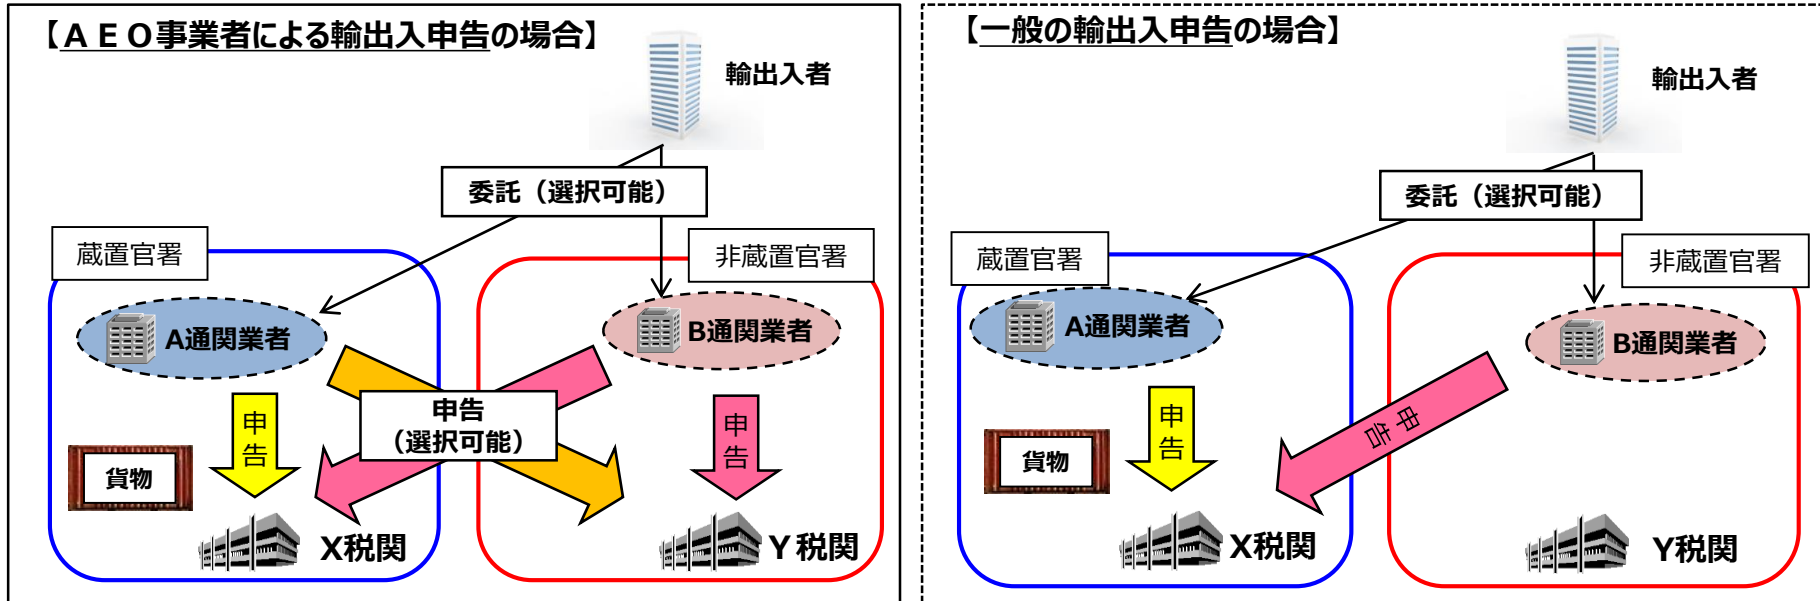 【ＡＥＯ事業者による輸出入申告の場合】
輸出入者
委託（選択可能）
蔵置官署
非蔵置官署
A通関業者
B通関業者
申告
（選択可能）
申告
申告
貨物
X税関
Ｙ税関
【一般の輸出入申告の場合】
輸出入者
委託（選択可能）
蔵置官署
非蔵置官署
A通関業者
B通関業者
申告
申告
貨物
X税関
Y税関